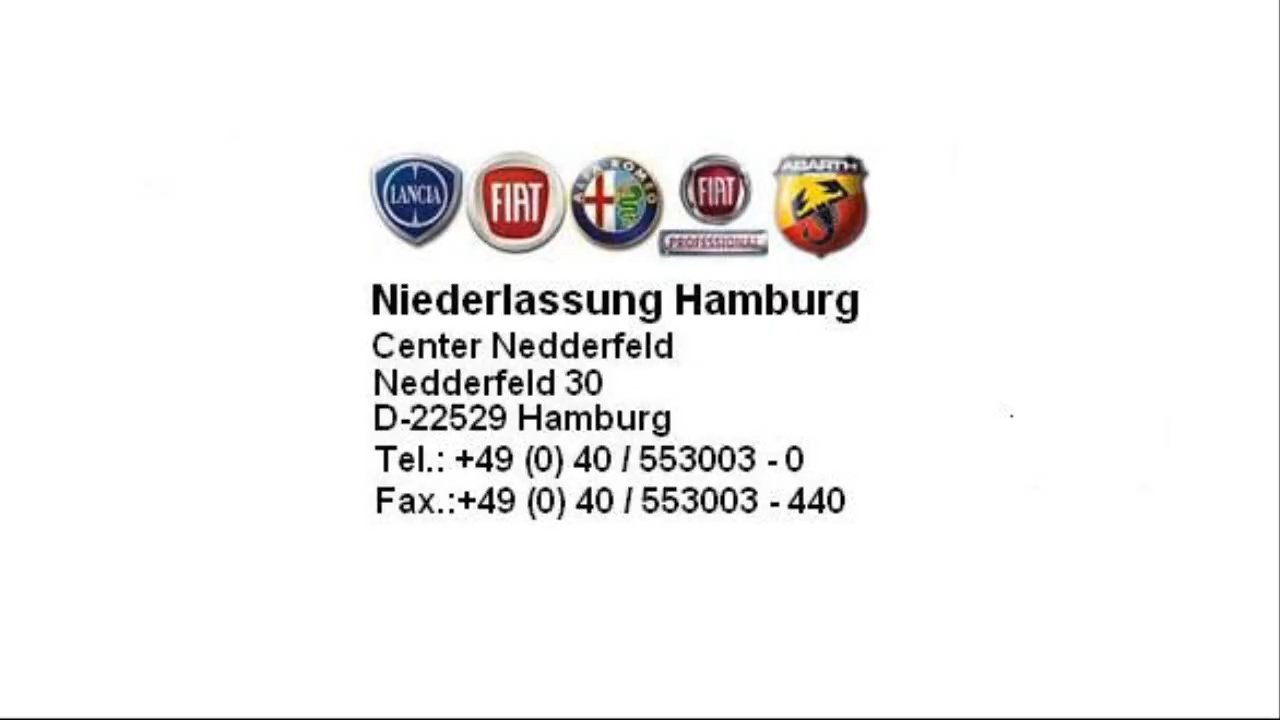 LANCIA FIAT ALFA ROMEO FIAT ABARTH
PROFESSIONAL
Niederlassung Hamburg
Center Nedderfeld
Nedderfeld 30
D-22529 Hamburg
Tel.: +49 (0) 40 / 553003 - 0
Fax.:+49 (0) 40 / 553003 - 440